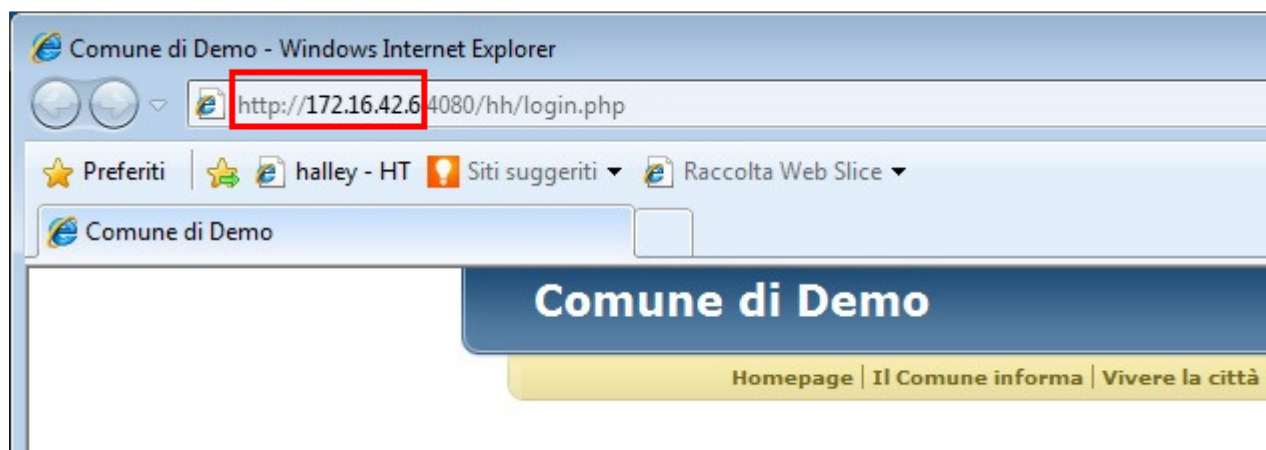 Comune di Demo - Windows Internet Explorer
http://172.16.42.6:4080/hh/login.php
Preferiti halley - HT Siti suggeriti Raccolta Web Slice
Comune di Demo
Comune di Demo
Homepage | Il Comune informa | Vivere la città